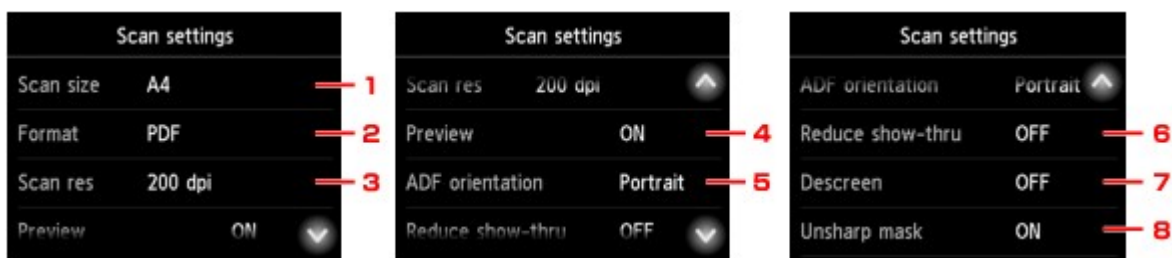 Scan settings
Scan size A4 1
Format PDF 2
Scan res 200 dpi 3
Preview ON
Scan settings
Scan res 200 dpi
Preview ON 4
ADF orientation Portrait 5
Reduce show-thru OFF
Scan settings
ADF orientation Portrait
Reduce show-thru OFF 6
Descreen OFF 7
Unsharp mask ON 8